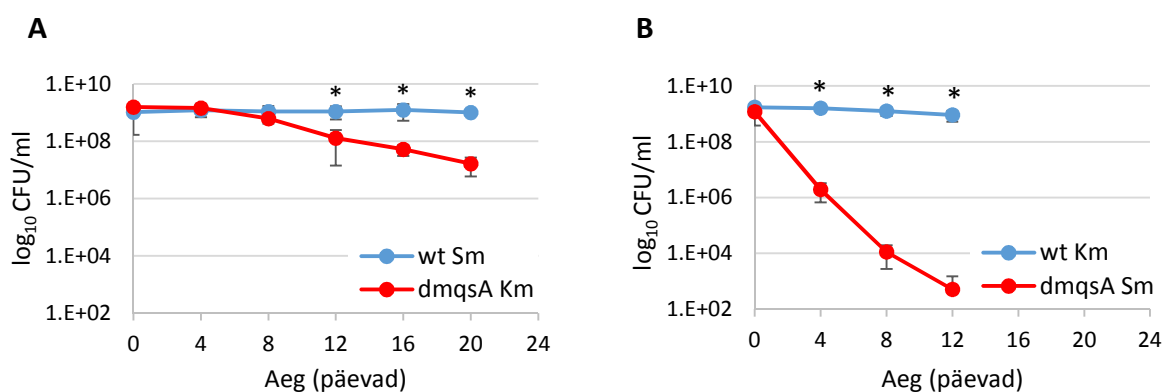 A
B
log10 CFU/ml
1.E+10
1.E+08
1.E+06
1.E+04
1.E+02
* * *
wt Sm
dmqsA Km
0 4 8 12 16 20 24
Aeg (päevad)
log10 CFU/ml
1.E+10
1.E+08
1.E+06
1.E+04
1.E+02
* * *
wt Km
dmqsA Sm
0 4 8 12 16 20 24
Aeg (päevad)